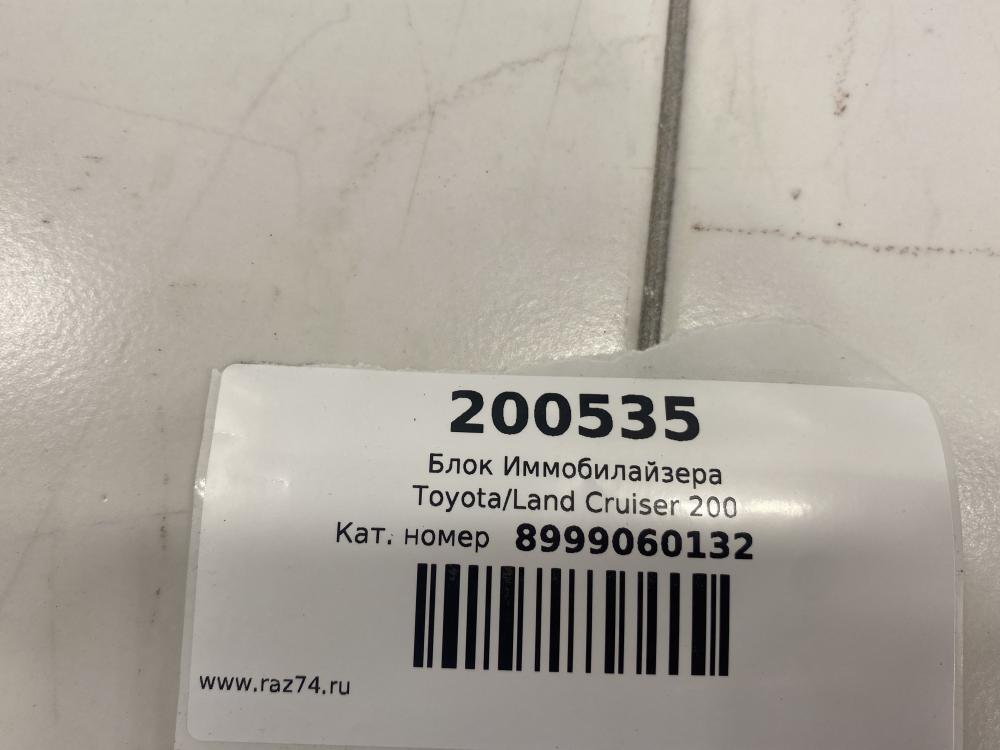 200535
Блок Иммобилайзера
Toyota/Land Cruiser 200
Кат. номер 8999060132
www.raz74.ru